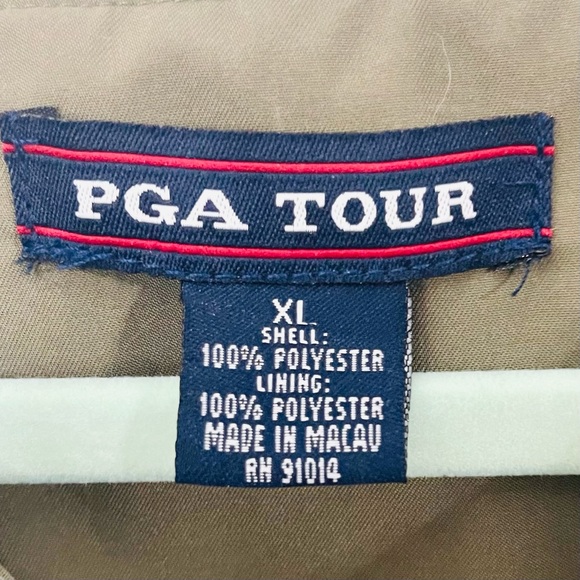 PGA TOUR
XL
SHELL:
100% POLYESTER
LINING:
100% POLYESTER
MADE IN MACAU
RN 91014